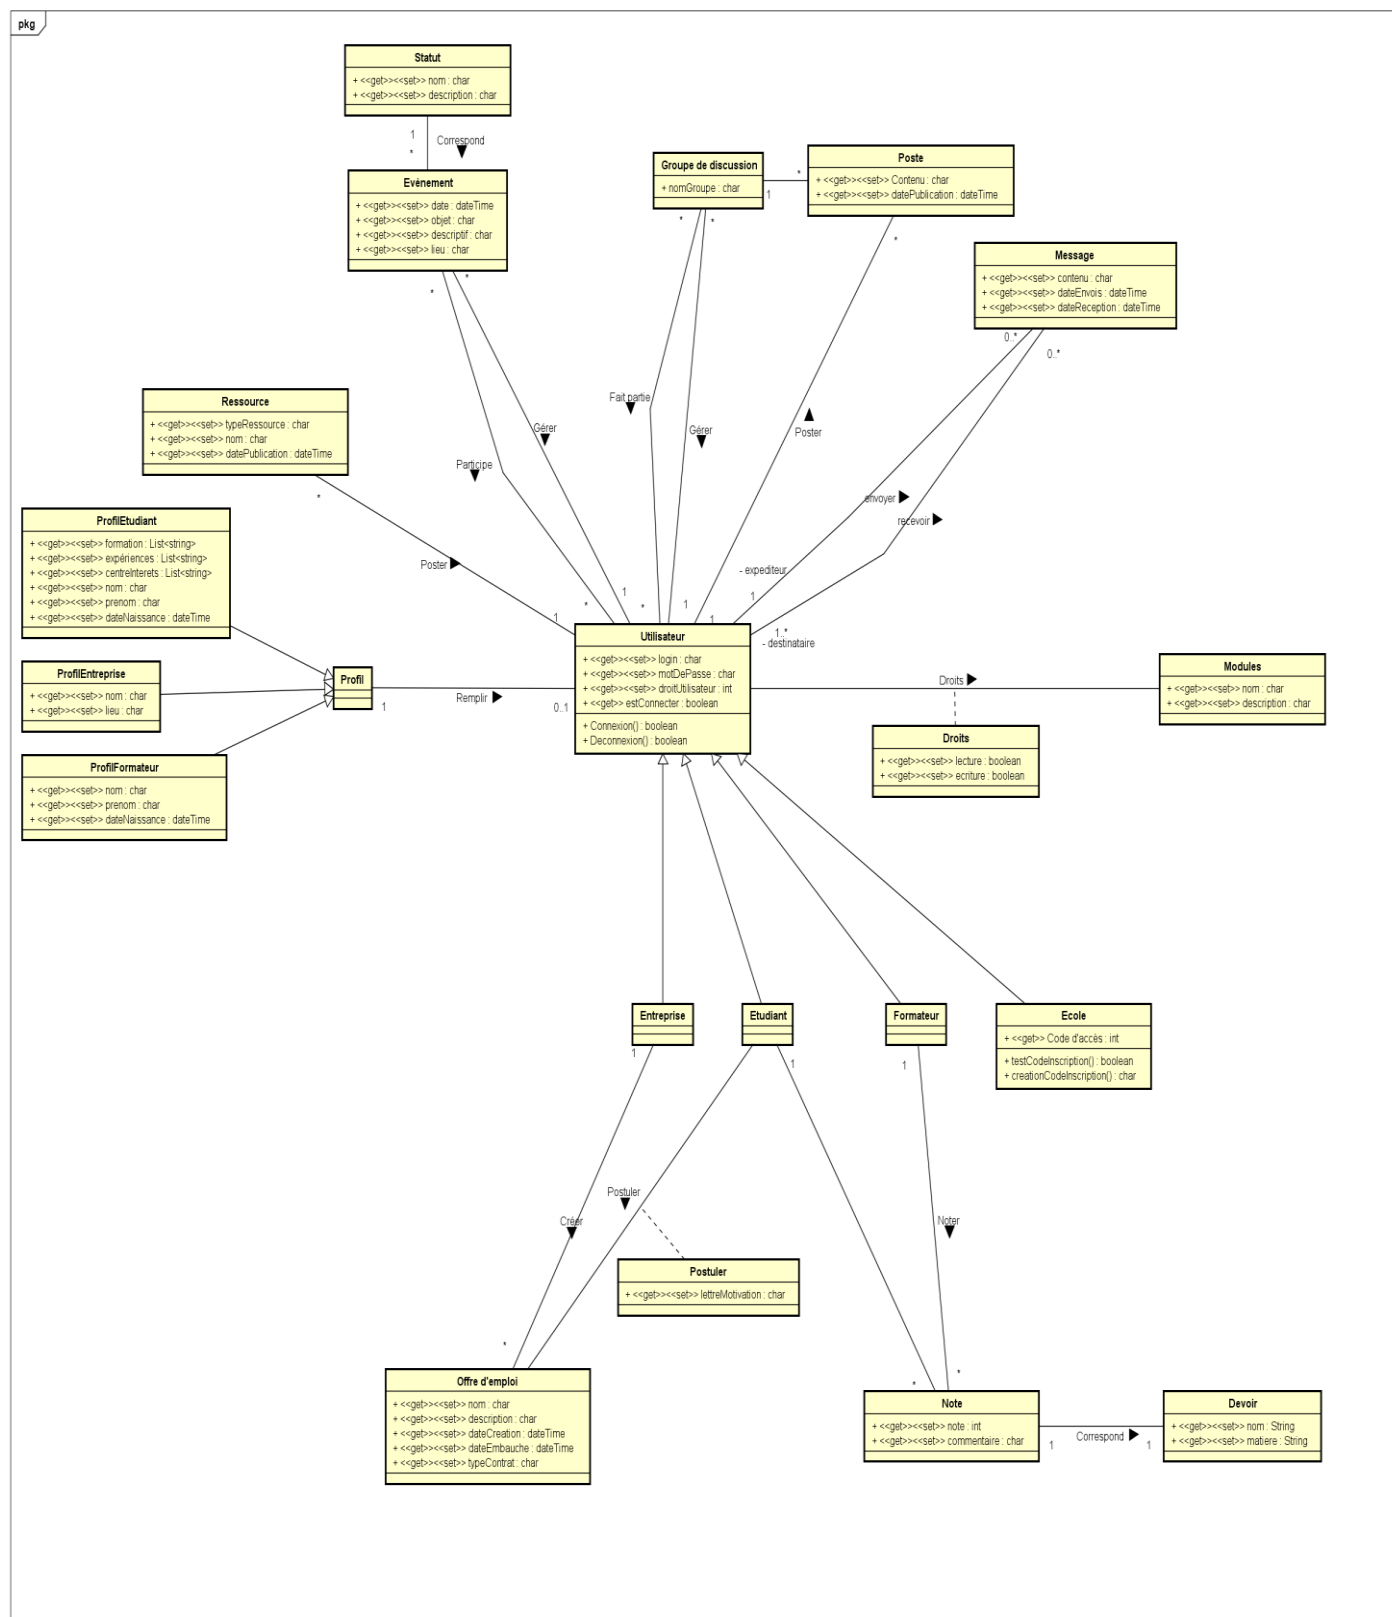 pkg
Statut
+ <<get>><<set>> nom : char
+ <<get>><<set>> description : char
1
*
Correspond
Evènement
+ <<get>><<set>> date : dateTime
+ <<get>><<set>> objet : char
+ <<get>><<set>> descriptif : char
+ <<get>><<set>> lieu : char
*
*
Groupe de discussion
+ nomGroupe : char
*
*
1
*
Poste
+ <<get>><<set>> Contenu : char
+ <<get>><<set>> datePublication : dateTime
*
Message
+ <<get>><<set>> contenu : char
+ <<get>><<set>> dateEnvois : dateTime
+ <<get>><<set>> dateReception : dateTime
0..*
0..*
Ressource
+ <<get>><<set>> typeRessource : char
+ <<get>><<set>> nom : char
+ <<get>><<set>> datePublication : dateTime
*
Fait partie
Gérer
Participe
Gérer
Poster
envoyer
recevoir
Poster
ProfilEtudiant
+ <<get>><<set>> formation : List<string>
+ <<get>><<set>> expériences : List<string>
+ <<get>><<set>> centreInterets : List<string>
+ <<get>><<set>> nom : char
+ <<get>><<set>> prenom : char
+ <<get>><<set>> dateNaissance : dateTime
- expediteur
1
1
*
1
*
1
1
1..*
- destinataire
Utilisateur
+ <<get>><<set>> login : char
+ <<get>><<set>> motDePasse : char
+ <<get>><<set>> droitUtilisateur : int
+ <<get>> estConnecter : boolean
+ Connexion() : boolean
+ Deconnexion() : boolean
ProfilEntreprise
+ <<get>><<set>> nom : char
+ <<get>><<set>> lieu : char
Profil
1
Remplir
0..1
Droits
Modules
+ <<get>><<set>> nom : char
+ <<get>><<set>> description : char
Droits
+ <<get>><<set>> lecture : boolean
+ <<get>><<set>> ecriture : boolean
ProfilFormateur
+ <<get>><<set>> nom : char
+ <<get>><<set>> prenom : char
+ <<get>><<set>> dateNaissance : dateTime
Entreprise
Etudiant
Formateur
Ecole
+ <<get>> Code d'accès : int
+ testCodeInscription() : boolean
+ creationCodeInscription() : char
1
1
1
Postuler
Créer
Noter
Postuler
+ <<get>><<set>> lettreMotivation : char
*
*
*
Offre d'emploi
+ <<get>><<set>> nom : char
+ <<get>><<set>> description : char
+ <<get>><<set>> dateCreation : dateTime
+ <<get>><<set>> dateEmbauche : dateTime
+ <<get>><<set>> typeContrat : char
Note
+ <<get>><<set>> note : int
+ <<get>><<set>> commentaire : char
1
Correspond
1
Devoir
+ <<get>><<set>> nom : String
+ <<get>><<set>> matiere : String